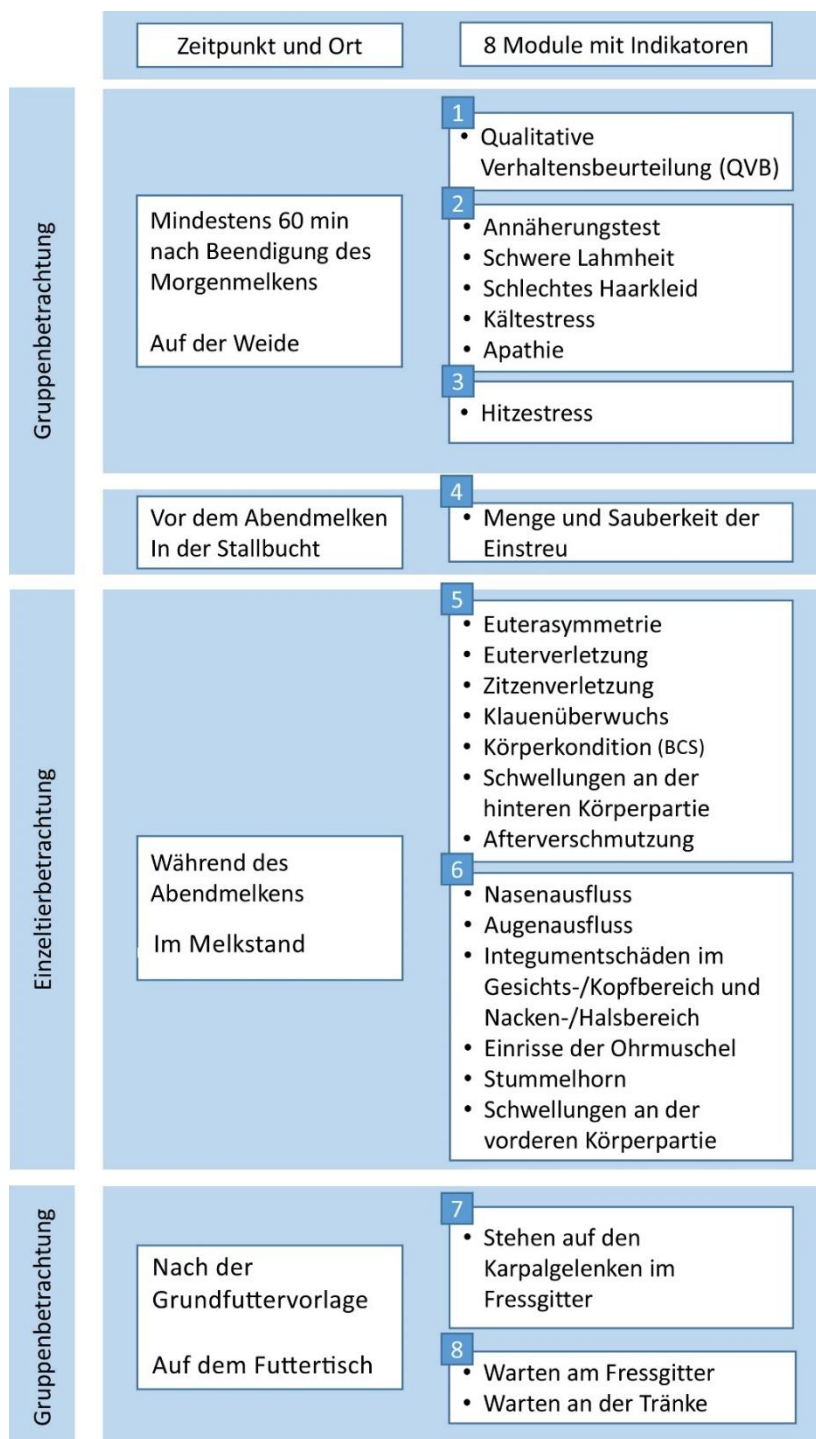 Zeitpunkt und Ort
8 Module mit Indikatoren
Gruppenbetrachtung
Mindestens 60 min
nach Beendigung des
Morgenmelkens
Auf der Weide
1
• Qualitative
Verhaltensbeurteilung (QVB)
2
• Annäherungstest
• Schwere Lahmheit
• Schlechtes Haarkleid
• Kältestress
• Apathie
3
• Hitzestress
Vor dem Abendmelken
In der Stallbucht
4
• Menge und Sauberkeit der
Einstreu
Einzeltierbetrachtung
Während des
Abendmelkens
Im Melkstand
5
• Euterasymmetrie
• Euterverletzung
• Zitzenverletzung
• Klauenüberwuchs
• Körperkondition (BCS)
• Schwellungen an der
hinteren Körperpartie
• Afterverschmutzung
6
• Nasenausfluss
• Augenausfluss
• Integumentschäden im
Gesichts-/Kopfbereich und
Nacken-/Halsbereich
• Einrisse der Ohrmuschel
• Stummelhorn
• Schwellungen an der
vorderen Körperpartie
Gruppenbetrachtung
Nach der
Grundfuttervorlage
Auf dem Futtertisch
7
• Stehen auf den
Karpalgelenken im
Fressgitter
8
• Warten am Fressgitter
• Warten an der Tränke